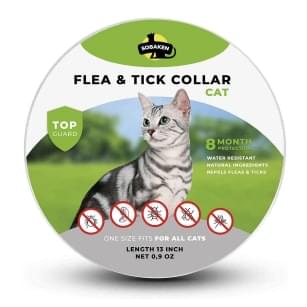 SOBAKEN
FLEA & TICK COLLAR
CAT
TOP
GUARD
8 MONTH
PROTECTION
WATER RESISTANT
NATURAL INGREDIENTS
REPELS FLEAS & TICKS
ONE SIZE FITS FOR ALL CATS
LENGTH 13 INCH
NET 0,9 OZ